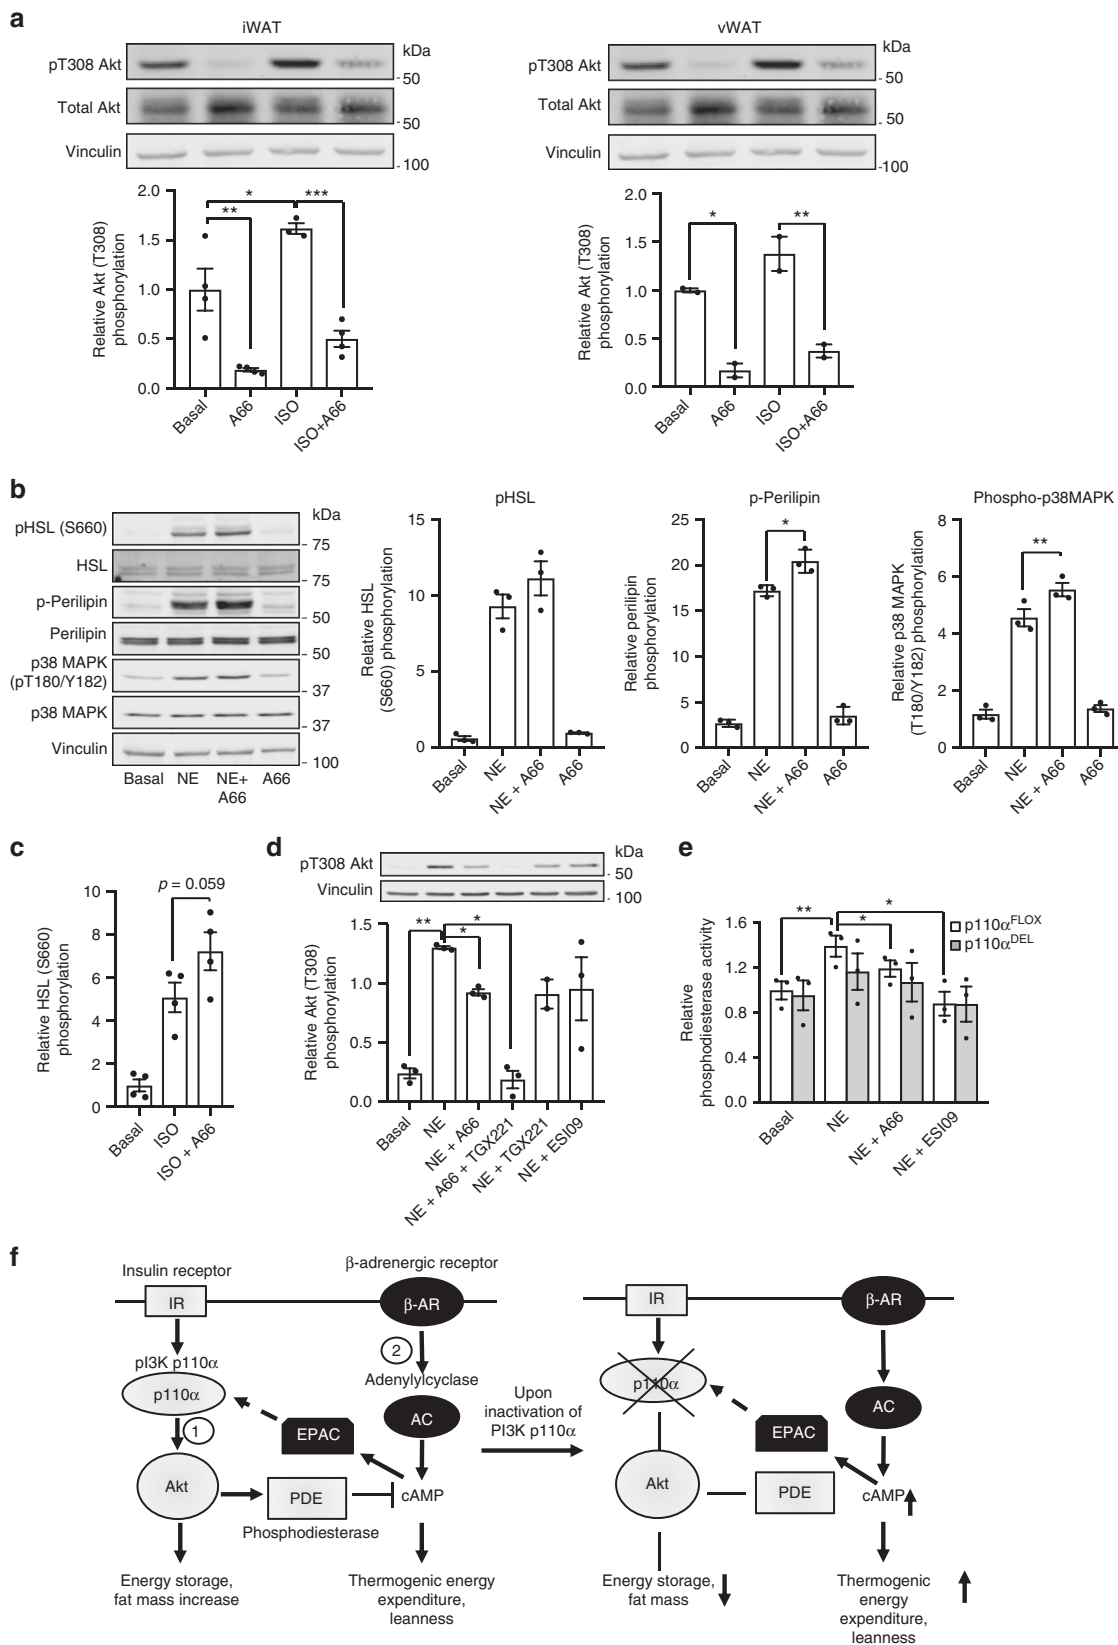 a
iWAT
kDa
pT308 Akt
50
Total Akt
50
Vinculin
100
Relative Akt (T308)
phosphorylation
2.0
1.5
1.0
0.5
0.0
*
***
**
Basal
A66
ISO
ISO+A66
vWAT
kDa
pT308 Akt
50
Total Akt
50
Vinculin
100
Relative Akt (T308)
phosphorylation
2.0
1.5
1.0
0.5
0.0
*
**
Basal
A66
ISO
ISO+A66
b
kDa
pHSL (S660)
75
HSL
75
p-Perilipin
50
Perilipin
50
p38 MAPK
(pT180/Y182)
37
p38 MAPK
37
Vinculin
100
Basal NE NE+ A66
A66
pHSL
Relative HSL
(S660) phosphorylation
15
10
5
0
Basal
NE
NE + A66
A66
p-Perilipin
Relative perilipin
phosphorylation
25
20
15
10
5
0
*
Basal
NE
NE + A66
A66
Phospho-p38MAPK
Relative p38 MAPK
(T180/Y182) phosphorylation
8
6
4
2
0
**
Basal
NE
NE + A66
A66
c
p = 0.059
Relative HSL (S660)
phosphorylation
10
8
6
4
2
0
Basal
ISO
ISO + A66
d
kDa
pT308 Akt
50
Vinculin
100
Relative Akt (T308)
phosphorylation
1.5
1.0
0.5
0.0
**
*
*
Basal
NE
NE + A66
NE + A66 + TGX221
NE + TGX221
NE + ESI09
e
Relative
phosphodiesterase activity
1.6
1.2
0.8
0.4
0.0
**
*
*
p110αFLOX
p110αDEL
Basal
NE
NE + A66
NE + ESI09
f
Insulin receptor
β-adrenergic receptor
IR
β-AR
2
pI3K p110α
Adenylylcyclase
p110α
AC
1
EPAC
Akt
PDE
cAMP
Phosphodiesterase
Energy storage,
fat mass increase
Thermogenic energy
expenditure,
leanness
Upon
inactivation of
PI3K p110α
IR
β-AR
p110α
AC
EPAC
Akt
PDE
cAMP
Energy storage,
fat mass
Thermogenic
energy
expenditure,
leanness